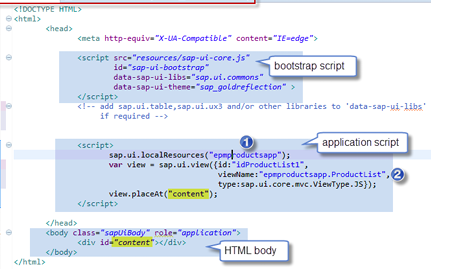 <!DOCTYPE HTML>
<html>
<head>
<meta http-equiv="X-UA-Compatible" content="IE=edge">
<script src="resources/sap-ui-core.js"
id="sap-ui-bootstrap"
data-sap-ui-libs="sap.ui.commons"
data-sap-ui-theme="sap_goldreflection" >
</script>
bootstrap script
<!-- add sap.ui.table,sap.ui.ux3 and/or other libraries to 'data-sap-ui-libs'
if required -->
<script>
application script
1
sap.ui.localResources("epmproductsapp");
var view = sap.ui.view({id:"idProductList1",
viewName:"epmproductsapp.ProductList",
2
type:sap.ui.core.mvc.ViewType.JS});
view.placeAt("content");
</script>
</head>
<body class="sapUiBody" role="application">
<div id="content"></div>
</body>
HTML body
</html>